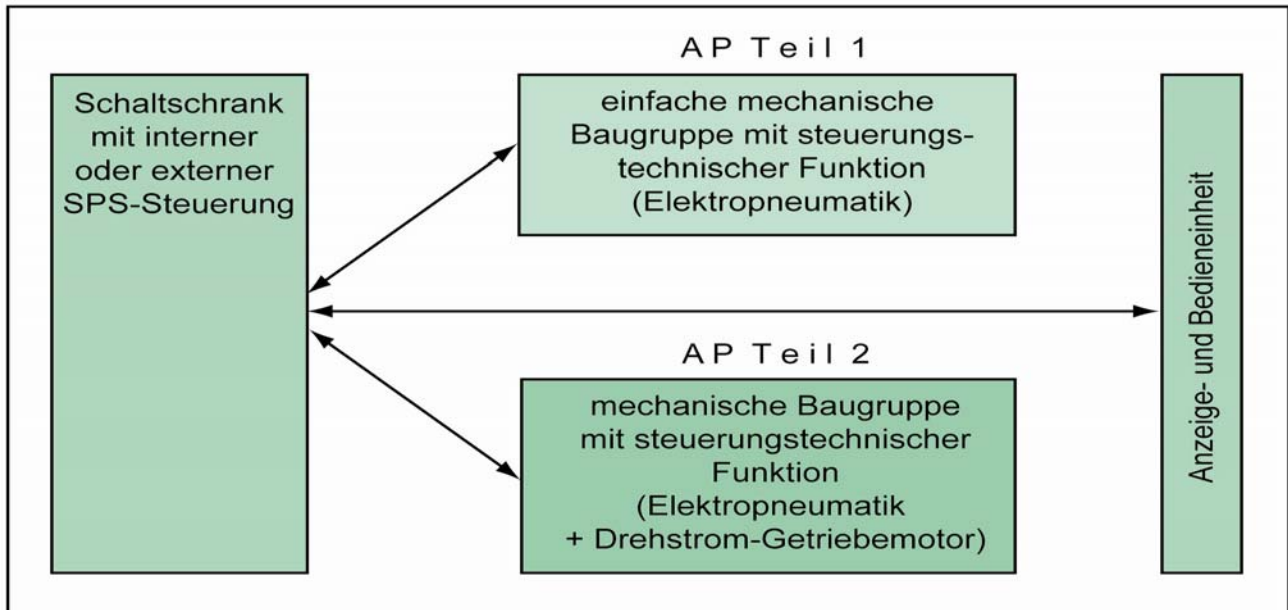 Schaltschrank
mit interner
oder externer
SPS-Steuerung
AP Teil 1
einfache mechanische
Baugruppe mit steuerungs-
technischer Funktion
(Elektropneumatik)
AP Teil 2
mechanische Baugruppe
mit steuerungstechnischer
Funktion
(Elektropneumatik
+ Drehstrom-Getriebemotor)
Anzeige- und Bedieneinheit